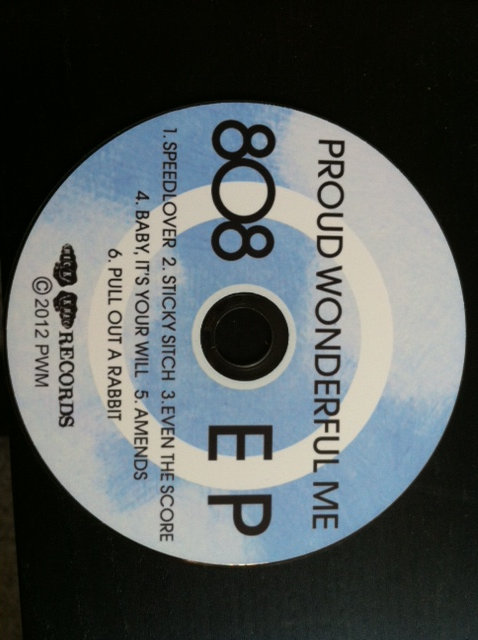 PROUD WONDERFUL ME
808 EP
1. SPEEDLOVER 2. STICKY SITCH 3.EVEN THE SCORE
4. BABY, IT'S YOUR WILL 5. AMENDS
6. PULL OUT A RABBIT
RECORDS
©2012 PWM